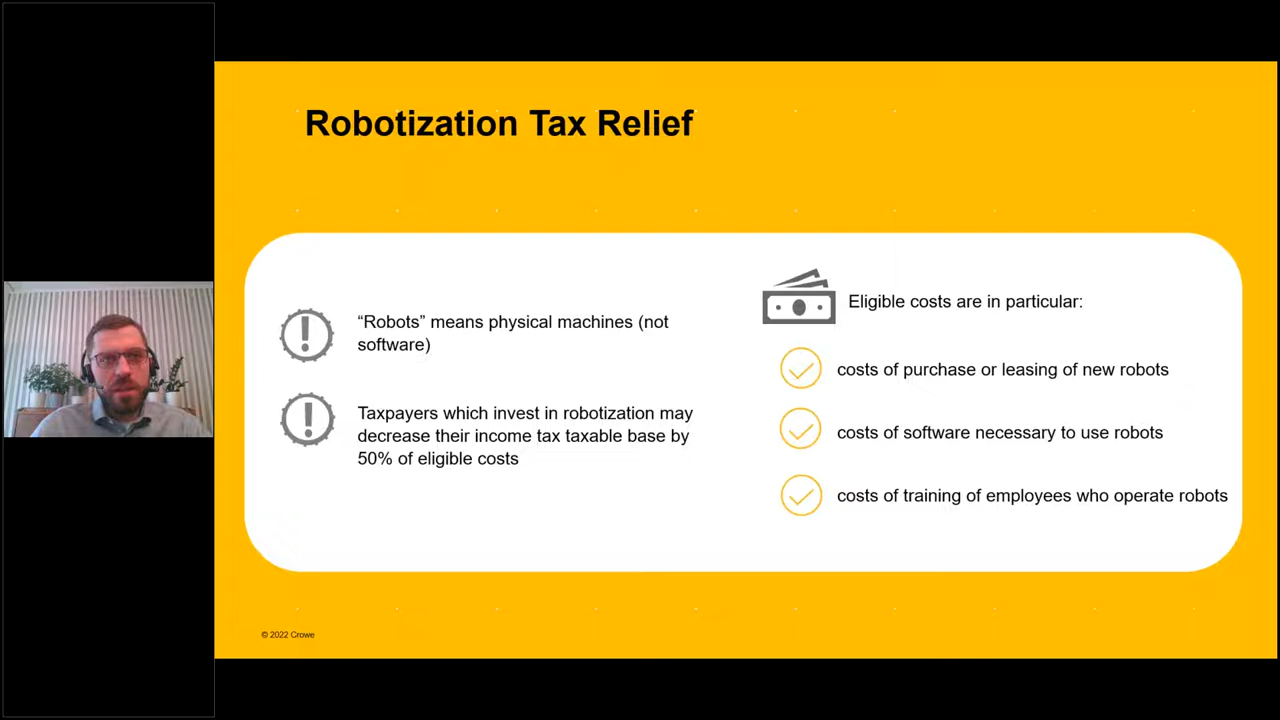 Robotization Tax Relief
“Robots” means physical machines (not
software)
Taxpayers which invest in robotization may
decrease their income tax taxable base by
50% of eligible costs
Eligible costs are in particular:
costs of purchase or leasing of new robots
costs of software necessary to use robots
costs of training of employees who operate robots
© 2022 Crowe